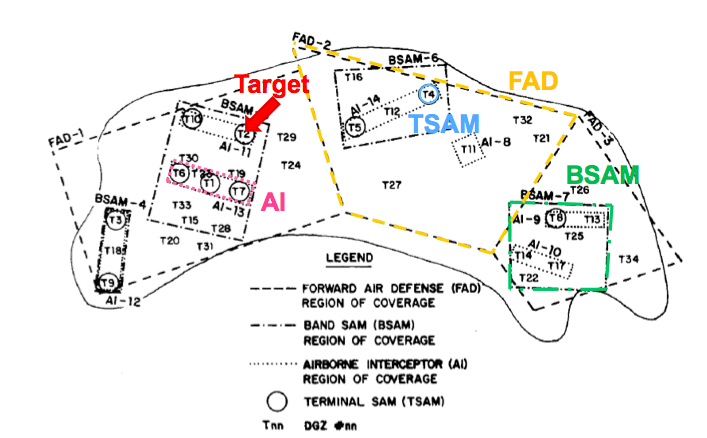 FAD-2
BSAM-6
T16
FAD
Target
BSAM
T4
AI-14
T12
TSAM
T5
T10
T2
T29
T32
FAD-3
FAD-1
AI-11
T11
AI-8
T21
T30
T24
BSAM
T6
T1
T19
T7
AI
T27
T26
BSAM-4
BSAM-7
T3
T33
AI-13
AI-9
T13
T15
T28
T25
T18
T20
T31
AI-10
T14
T17
T34
T9
T22
AI-12
LEGEND
FORWARD AIR DEFENSE (FAD)
REGION OF COVERAGE
BAND SAM (BSAM)
REGION OF COVERAGE
AIRBORNE INTERCEPTOR (AI)
REGION OF COVERAGE
TERMINAL SAM (TSAM)
Tnn DGZ #nn